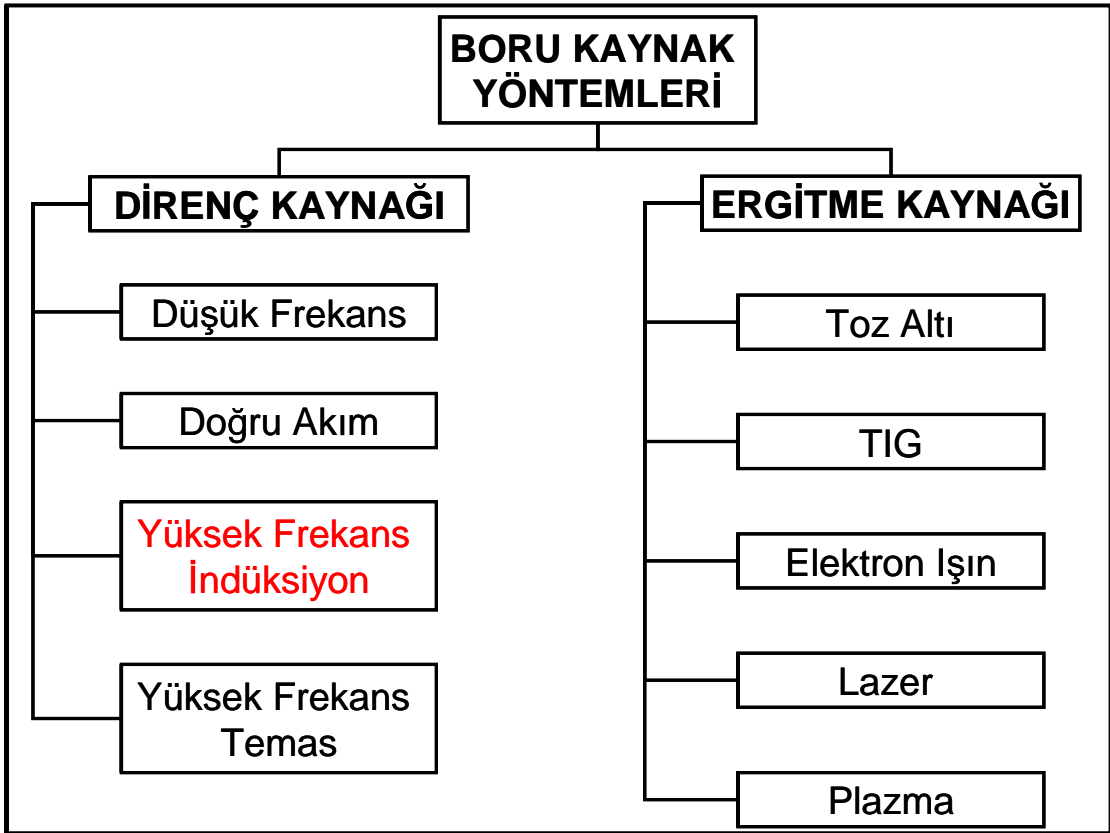 BORU KAYNAK
YÖNTEMLERİ
DİRENÇ KAYNAĞI
Düşük Frekans
Doğru Akım
Yüksek Frekans
İndüksiyon
Yüksek Frekans
Temas
ERGİTME KAYNAĞI
Toz Altı
TIG
Elektron Işın
Lazer
Plazma